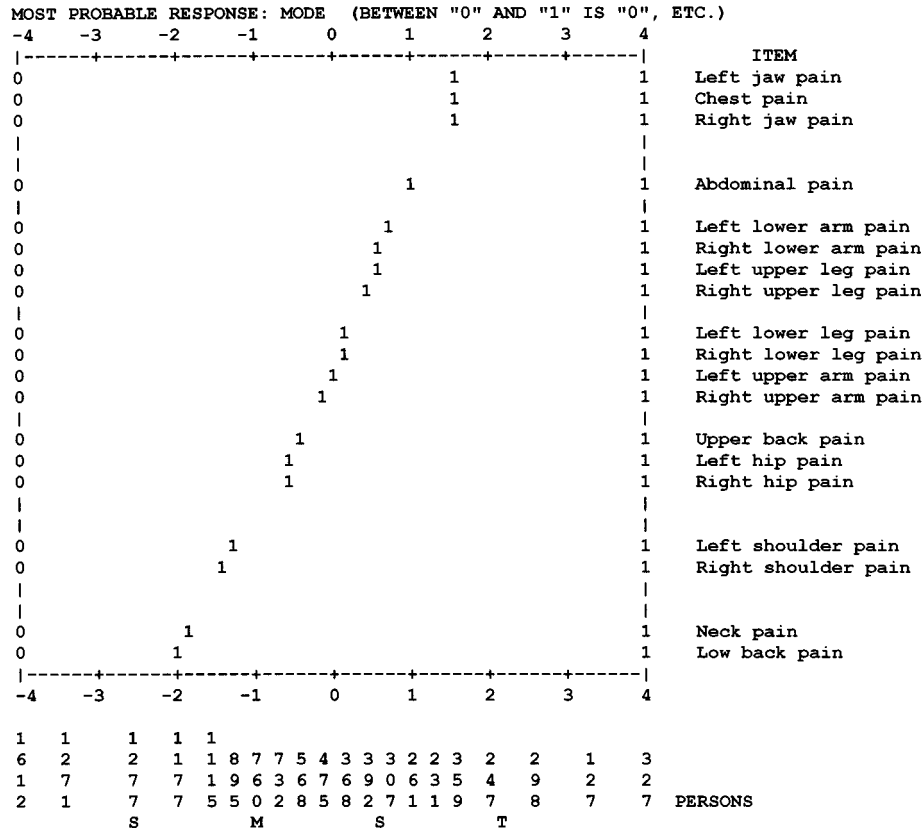 MOST PROBABLE RESPONSE: MODE (BETWEEN "0" AND "1" IS "0", ETC.)
-4 -3 -2 -1 0 1 2 3 4
|------+---------+---------+---------+---------+---------+---------+---------+------| ITEM
0 1 1 Left jaw pain
0 1 1 Chest pain
0 1 1 Right jaw pain
| |
| |
0 1 1 Abdominal pain
| |
0 1 1 Left lower arm pain
0 1 1 Right lower arm pain
0 1 1 Left upper leg pain
0 1 1 Right upper leg pain
| |
0 1 1 Left lower leg pain
0 1 1 Right lower leg pain
0 1 1 Left upper arm pain
0 1 1 Right upper arm pain
| |
0 1 1 Upper back pain
0 1 1 Left hip pain
0 1 1 Right hip pain
| |
| |
0 1 1 Left shoulder pain
0 1 1 Right shoulder pain
| |
| |
0 1 1 Neck pain
0 1 1 Low back pain
|------+---------+---------+---------+---------+---------+---------+---------+------|
-4 -3 -2 -1 0 1 2 3 4
1 1 1 1 1
6 2 2 1 1 8 7 7 5 4 3 3 3 2 2 3 2 2 1 3
1 7 7 7 1 9 6 3 6 7 6 9 0 6 3 5 4 9 2 2
2 1 7 7 5 5 0 2 8 5 8 2 7 1 1 9 7 8 7 7 PERSONS
S M S T